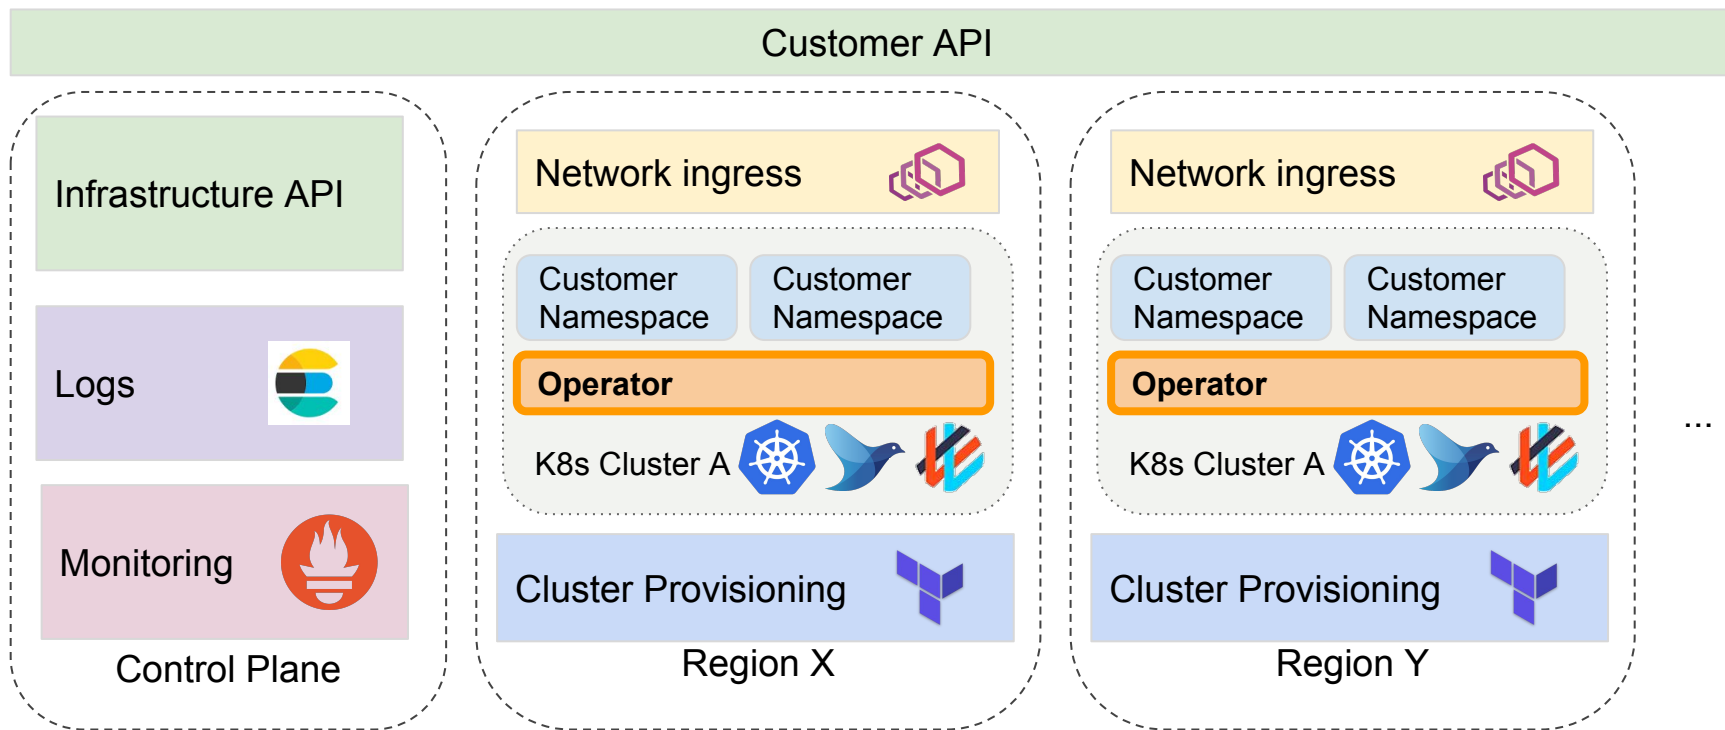 Customer API
Infrastructure API
Logs
Monitoring
Control Plane
Network ingress
Customer
Namespace
Customer
Namespace
Operator
K8s Cluster A
Cluster Provisioning
Region X
Network ingress
Customer
Namespace
Customer
Namespace
Operator
K8s Cluster A
Cluster Provisioning
Region Y
...